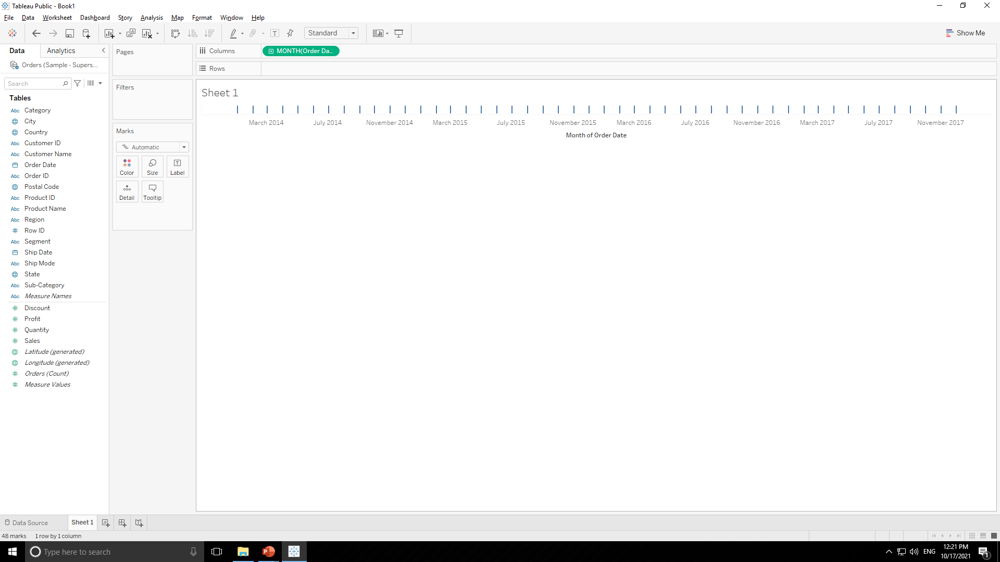 Tableau Public - Book1
File Data Worksheet Dashboard Story Analysis Map Format Window Help
Standard
Show Me
Data Analytics
Orders (Sample - Supers...
Search
Tables
Abc Category
City
Country
Abc Customer ID
Abc Customer Name
Order Date
Abc Order ID
Postal Code
Abc Product ID
Abc Product Name
Abc Region
Row ID
Abc Segment
Ship Date
Abc Ship Mode
State
Abc Sub-Category
Abc Measure Names
Discount
Profit
Quantity
Sales
Latitude (generated)
Longitude (generated)
Orders (Count)
Measure Values
Pages
Filters
Marks
Automatic
Color Size Label
Detail Tooltip
Columns MONTH(Order Da..
Rows
Sheet 1
March 2014 July 2014 November 2014 March 2015 July 2015 November 2015 March 2016 July 2016 November 2016 March 2017 July 2017 November 2017
Month of Order Date
Data Source Sheet 1
48 marks 1 row by 1 column
Type here to search
ENG
12:21 PM
10/17/2021
1